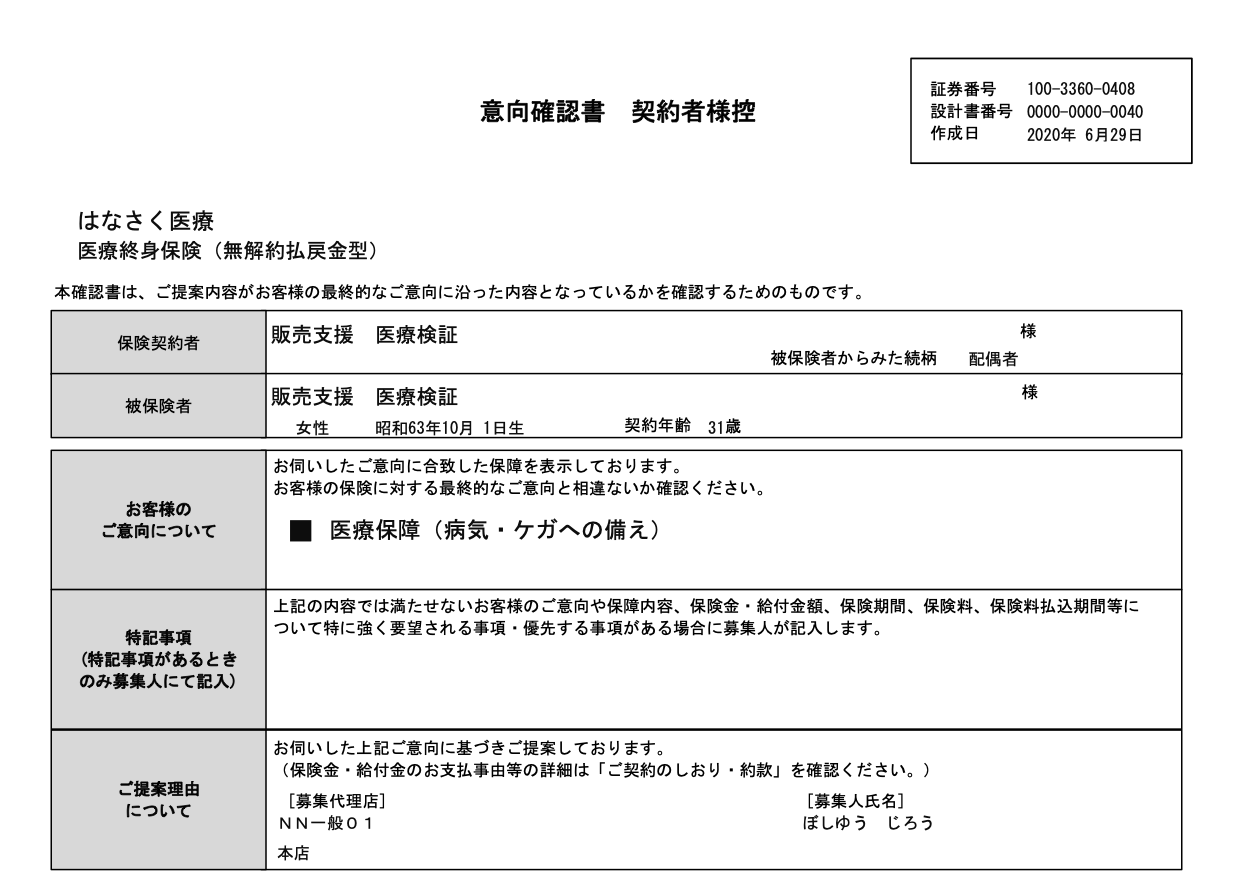 意向確認書　契約者様控
証券番号　100-3360-0408
設計書番号　0000-0000-0040
作成日　2020年 6月29日
はなさく医療
医療終身保険（無解約払戻金型）
本確認書は、ご提案内容がお客様の最終的なご意向に沿った内容となっているかを確認するためのものです。
保険契約者
販売支援　医療検証　様
被保険者からみた続柄　配偶者
被保険者
販売支援　医療検証　様
女性　昭和63年10月 1日生　契約年齢　31歳
お客様の
ご意向について
お伺いしたご意向に合致した保障を表示しております。
お客様の保険に対する最終的なご意向と相違ないか確認ください。
■　医療保障（病気・ケガへの備え）
特記事項
（特記事項があるとき
のみ募集人にて記入）
上記の内容では満たせないお客様のご意向や保障内容、保険金・給付金額、保険期間、保険料、保険料払込期間等に
ついて特に強く要望される事項・優先する事項がある場合に募集人が記入します。
ご提案理由
について
お伺いした上記ご意向に基づきご提案しております。
（保険金・給付金のお支払事由等の詳細は「ご契約のしおり・約款」を確認ください。）
［募集代理店］　［募集人氏名］
ＮＮ一般０１　ぼしゆう　じろう
本店